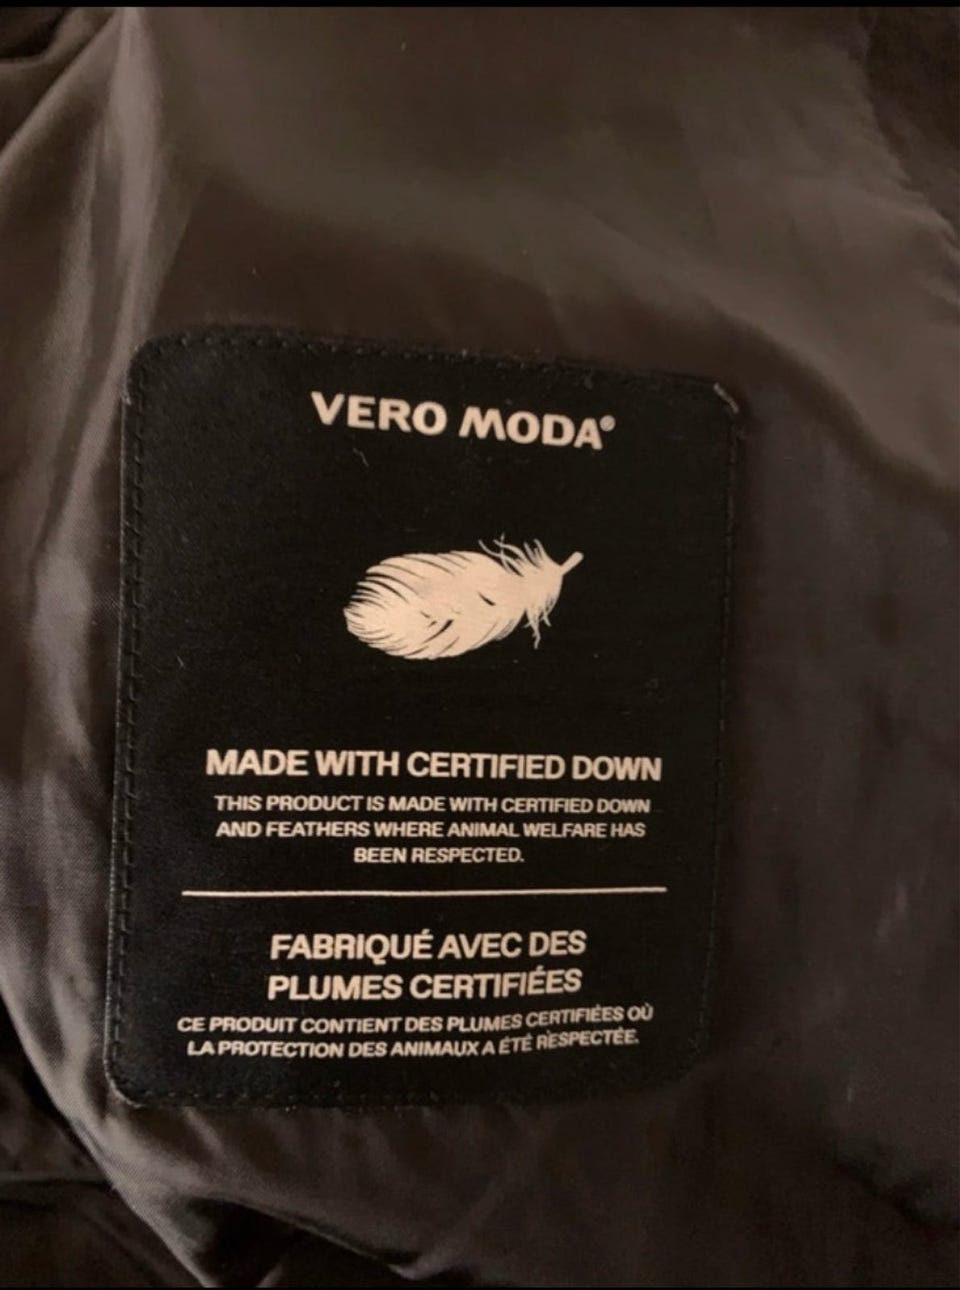 VERO MODA®
MADE WITH CERTIFIED DOWN
THIS PRODUCT IS MADE WITH CERTIFIED DOWN
AND FEATHERS WHERE ANIMAL WELFARE HAS
BEEN RESPECTED.
FABRIQUÉ AVEC DES
PLUMES CERTIFIÉES
CE PRODUIT CONTIENT DES PLUMES CERTIFIÉES OÙ
LA PROTECTION DES ANIMAUX A ÉTÉ RESPECTÉE.